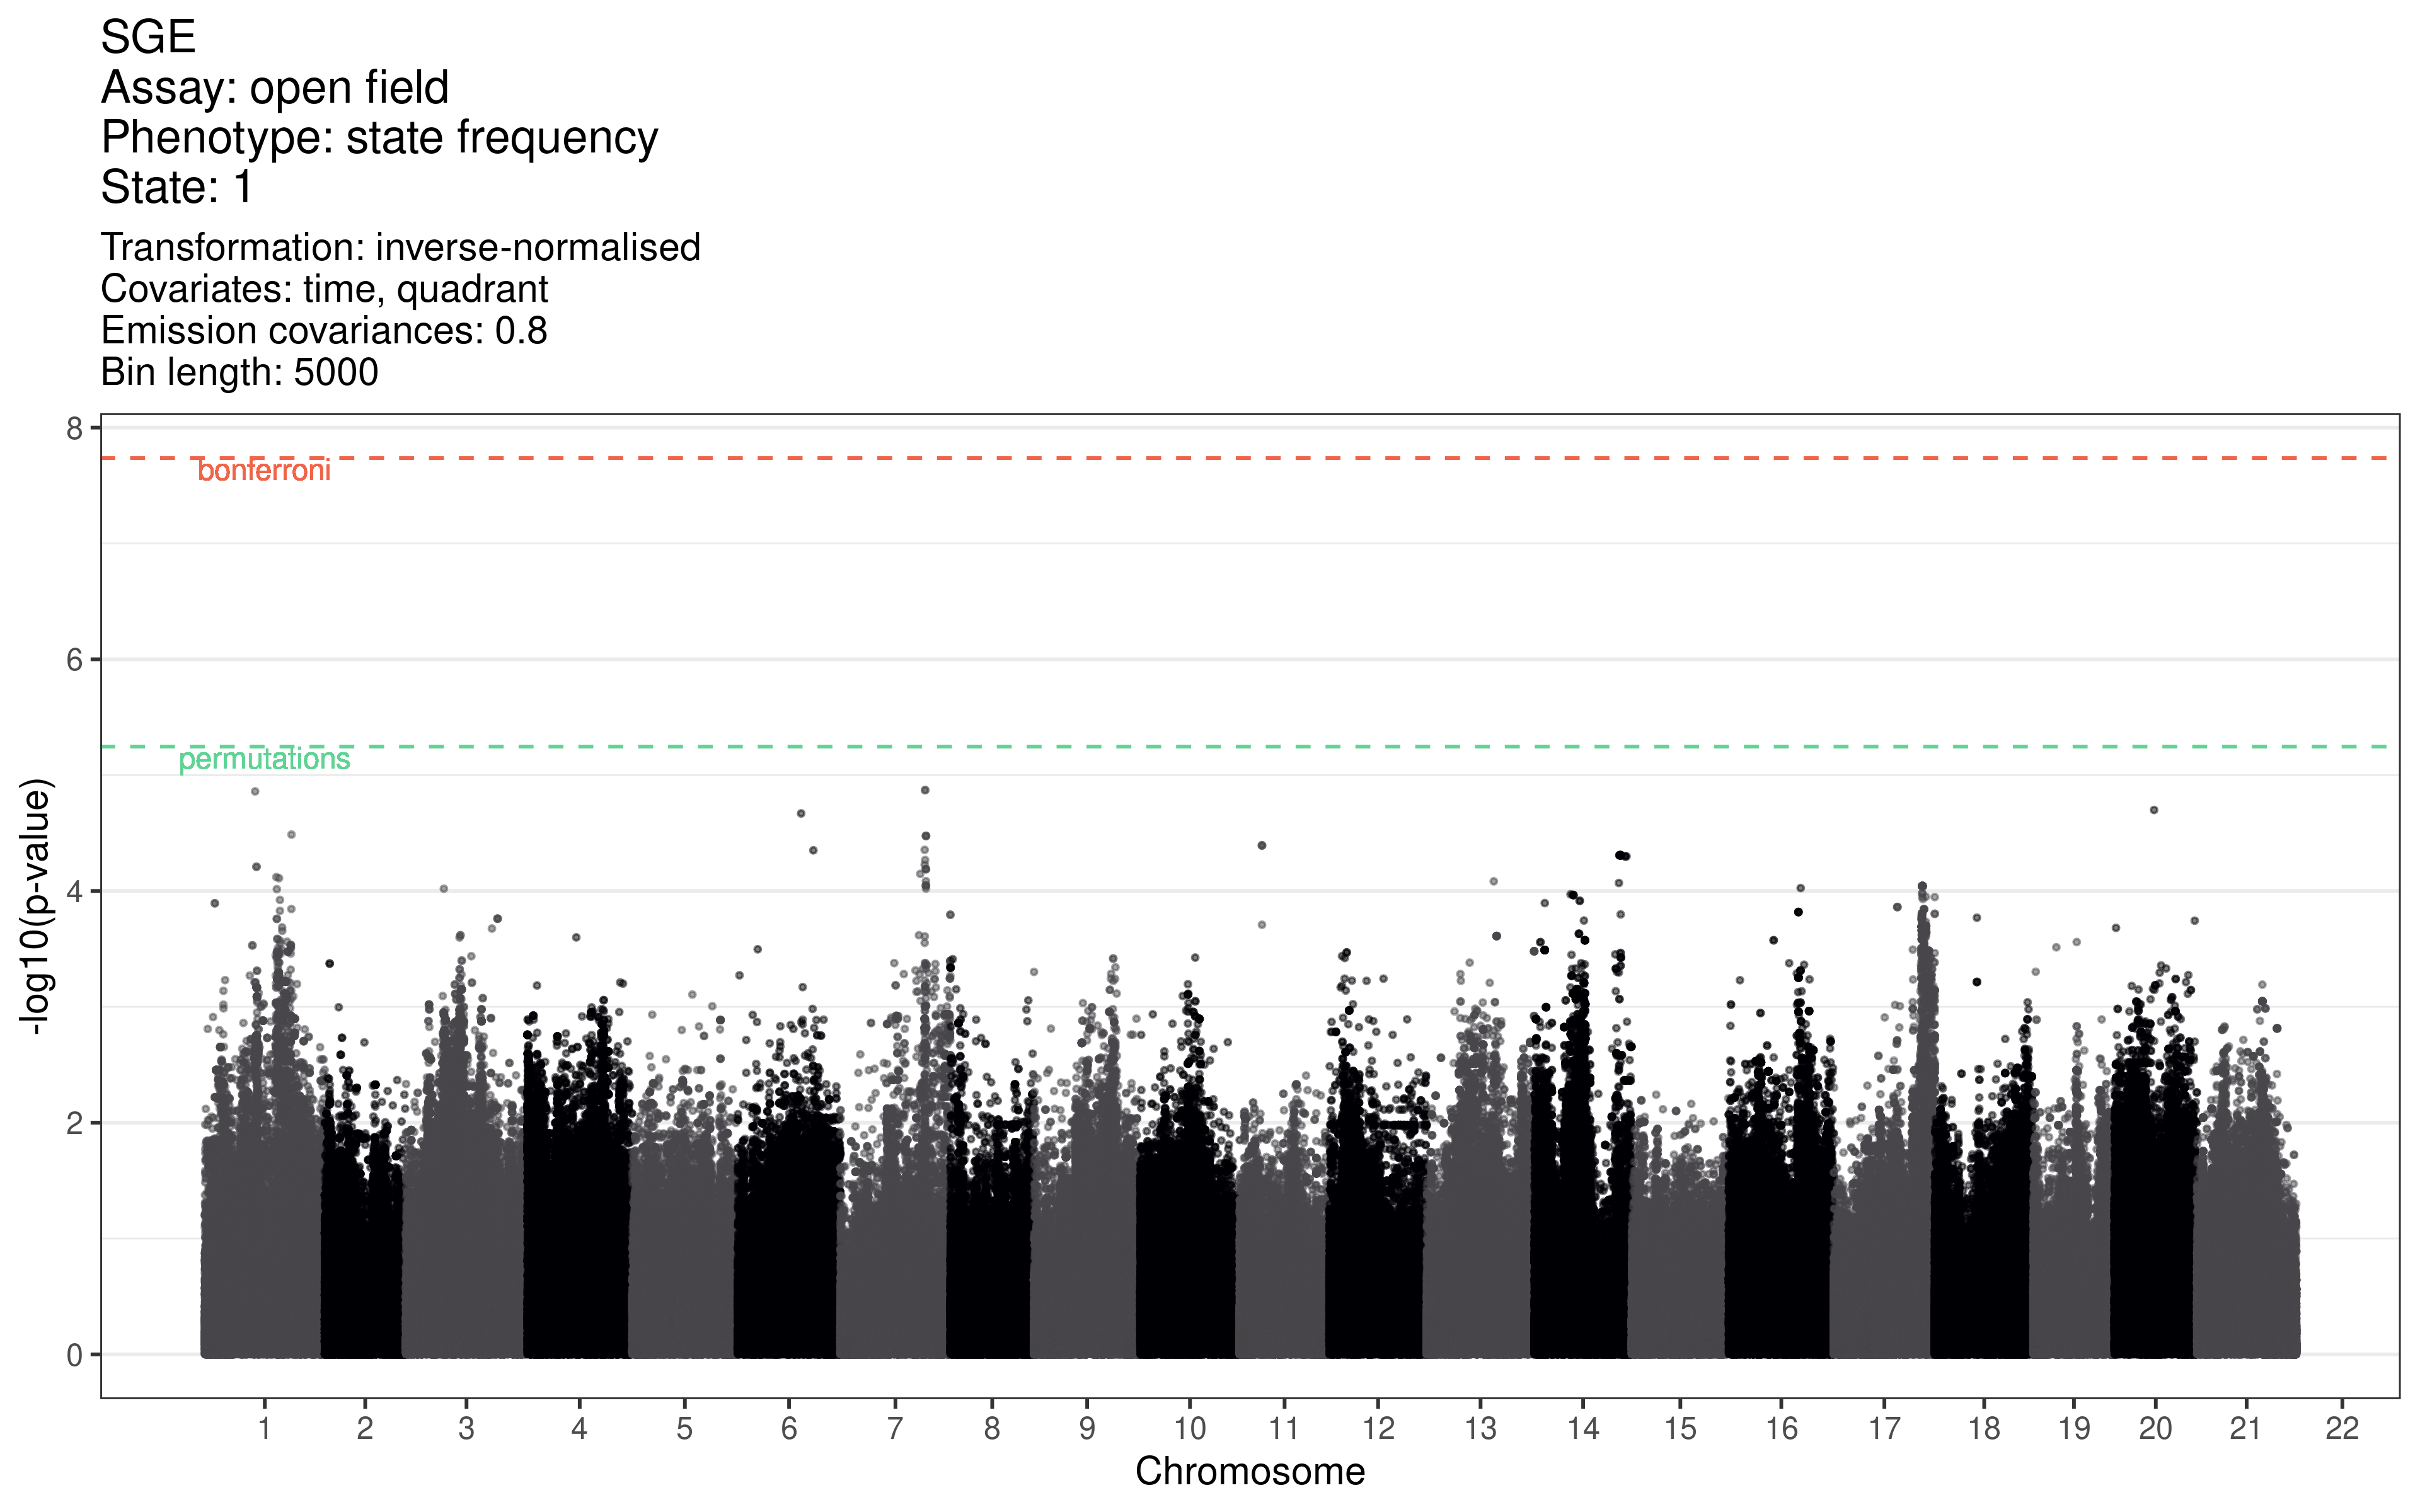 SGE
Assay: open field
Phenotype: state frequency
State: 1
Transformation: inverse-normalised
Covariates: time, quadrant
Emission covariances: 0.8
Bin length: 5000
8
bonferroni
6
permutations
4
2
0
-log10(p-value)
1 2 3 4 5 6 7 8 9 10 11 12 13 14 15 16 17 18 19 20 21 22
Chromosome